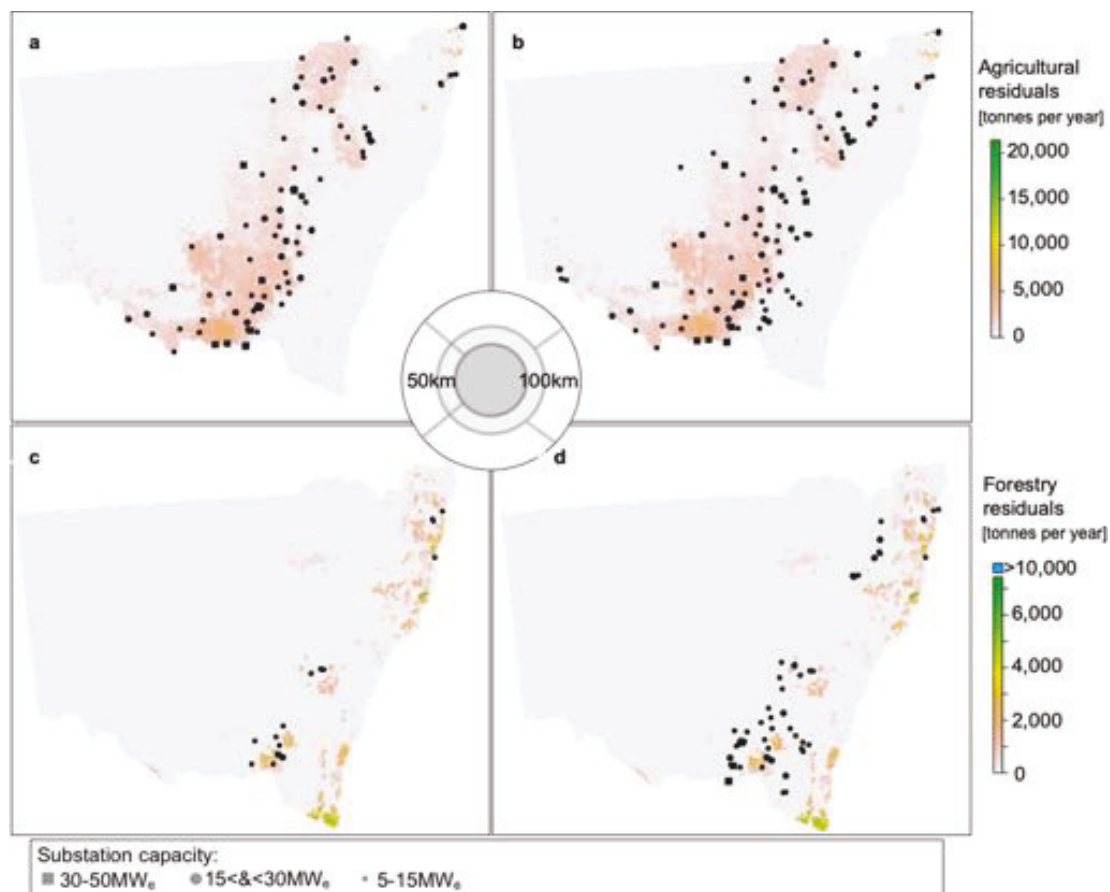 a
b
Agricultural
residuals
[tonnes per year]
20,000
15,000
10,000
5,000
0
50km
100km
c
d
Forestry
residuals
[tonnes per year]
>10,000
6,000
4,000
2,000
0
Substation capacity:
30-50MWₑ 15<&<30MWₑ 5-15MWₑ